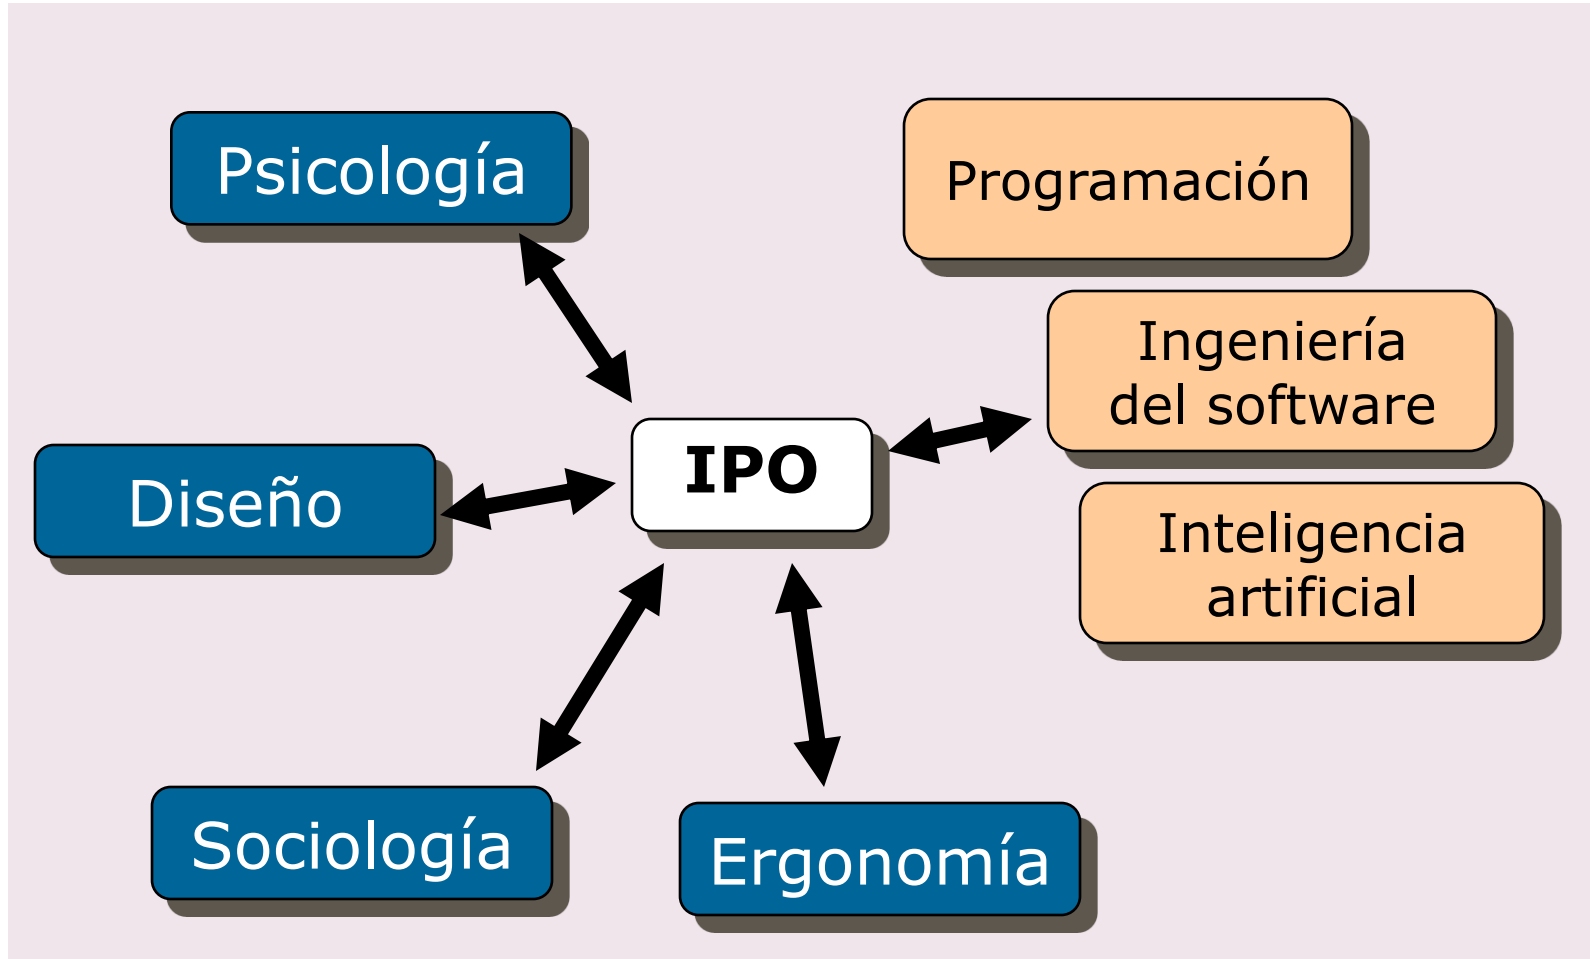 Psicología
Programación
Ingeniería
del software
IPO
Diseño
Inteligencia
artificial
Sociología
Ergonomía